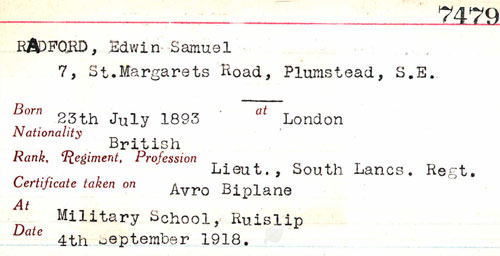 7479
RADFORD, Edwin Samuel
7, St.Margarets Road, Plumstead, S.E.
Born 23th July 1893 at London
Nationality British
Rank, Regiment, Profession Lieut., South Lancs. Regt.
Certificate taken on Avro Biplane
At Military School, Ruislip
Date 4th September 1918.